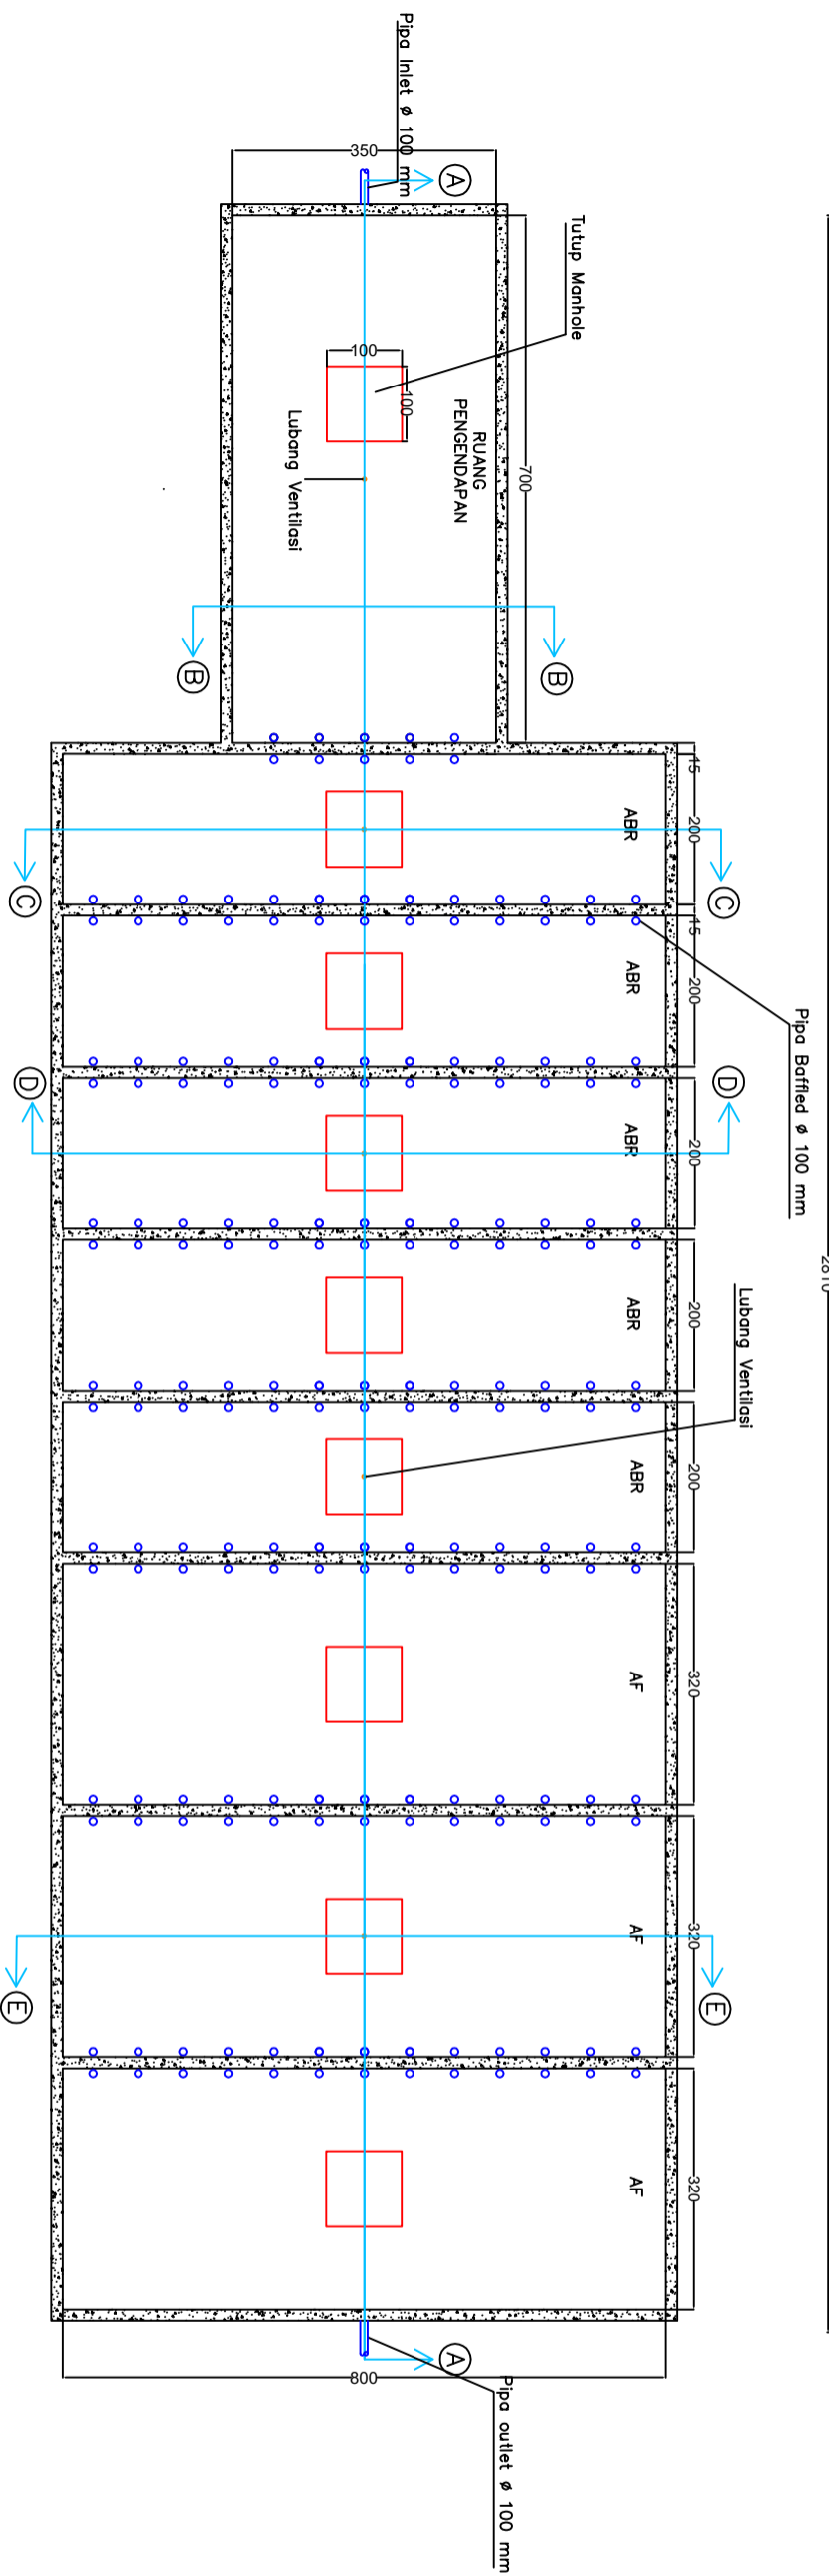 Pipa Inlet ø 100 mm
350
A
Tutup Manhole
100
100
RUANG
PENGENDAPAN
Lubang Ventilasi
700
B
B
15
200
ABR
C
C
15
200
ABR
Pipa Baffled ø 100 mm
D
D
200
ABR
2810
200
ABR
Lubang Ventilasi
200
ABR
320
AF
320
AF
E
E
320
AF
A
800
Pipa outlet ø 100 mm